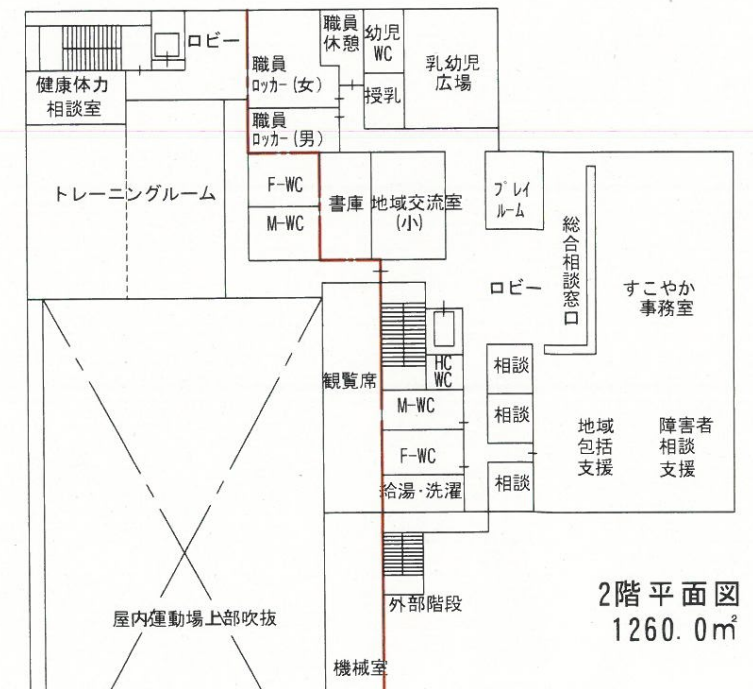 ロビー
職員
休憩
幼児
WC
乳幼児
広場
健康体力
相談室
職員
ロッカー(女)
授乳
職員
ロッカー(男)
トレーニングルーム
F-WC
M-WC
書庫
地域交流室
(小)
プレイ
ルーム
総合相談窓口
ロビー
すこやか
事務室
観覧席
HC
WC
相談
M-WC
相談
F-WC
地域
包括
支援
障害者
相談
支援
給湯・洗濯
相談
屋内運動場上部吹抜
外部階段
機械室
2階平面図
1260.0㎡